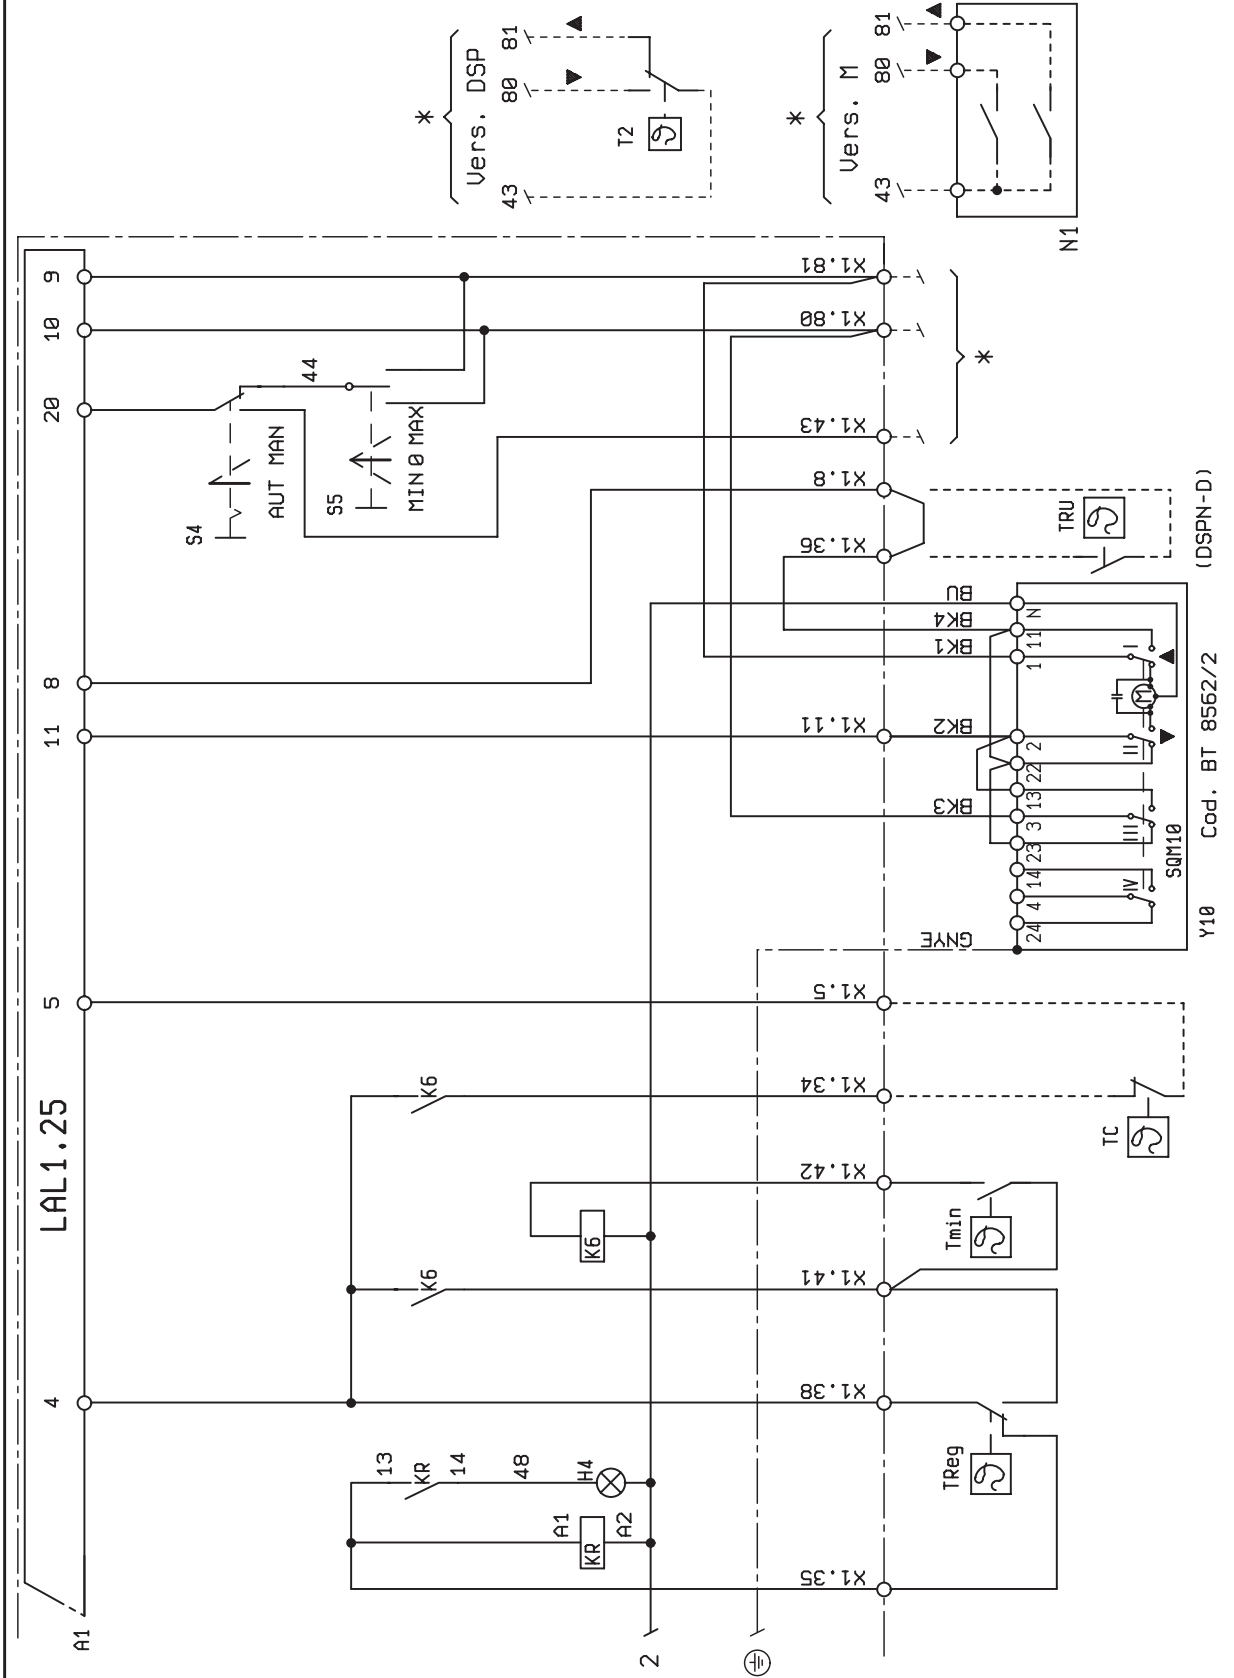 81
80
43
Vers. DSP
*
T2
81
80
43
Vers. M
*
N1
9
10
20
8
11
5
4
LAL1.25
A1
44
S4
AUT MAN
S5
MIN 0 MAX
X1.81
X1.80
X1.43
X1.8
X1.36
X1.11
X1.5
X1.34
X1.42
X1.41
X1.38
X1.35
*
TRU
(DSPN-D)
BU
BK4
BK1
BK2
BK3
GNYE
N
11
1
2
22
13
3
23
14
4
24
I
II
III
IV
M
SQM10
Y10
Cod. BT 8562/2
K6
K6
K6
TC
Tmin
TReg
13
KR
14
48
H4
A1
KR
A2
2